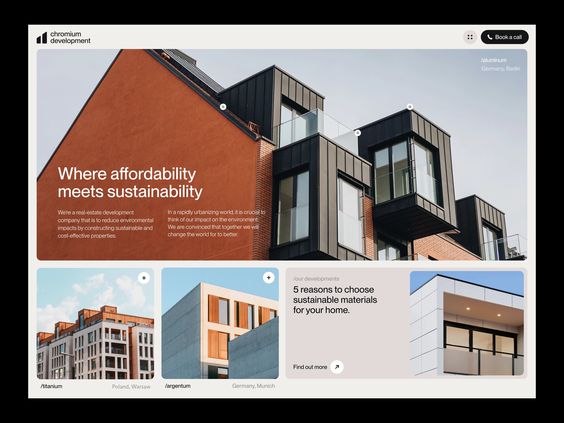 chromium
development
Book a call
/aluminum
Germany, Berlin
Where affordability
meets sustainability
We're a real-estate development
company that is to reduce environmental
impacts by constructing sustainable and
cost-effective properties.
In a rapidly urbanizing world, it is crucial to
think of our impact on the environment.
We are convinced that together we will
change the world for to better.
/our developments
5 reasons to choose
sustainable materials
for your home.
Find out more
/titanium
Poland, Warsaw
/argentum
Germany, Munich